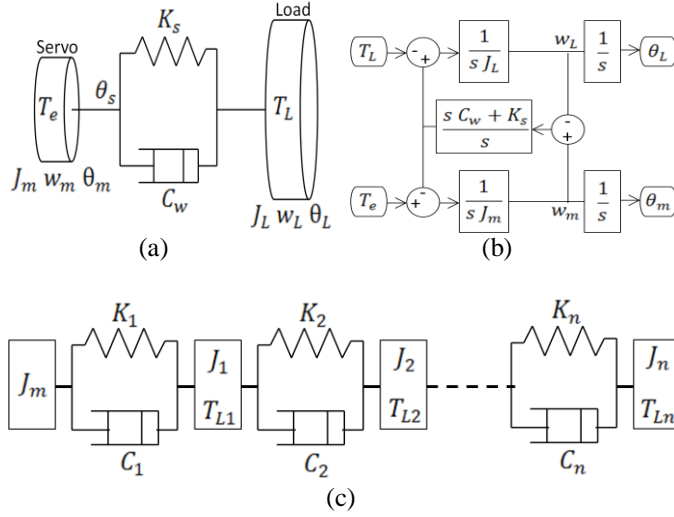 Servo
Load
K_s
θ_s
T_e
T_L
C_w
J_m w_m θ_m
J_L w_L θ_L
(a)
T_L
-
+
1
s J_L
w_L
1
s
θ_L
s C_w + K_s
s
-
+
T_e
-
+
1
s J_m
w_m
1
s
θ_m
(b)
K_1
K_2
K_n
J_m
J_1
T_L1
J_2
T_L2
J_n
T_Ln
C_1
C_2
C_n
(c)